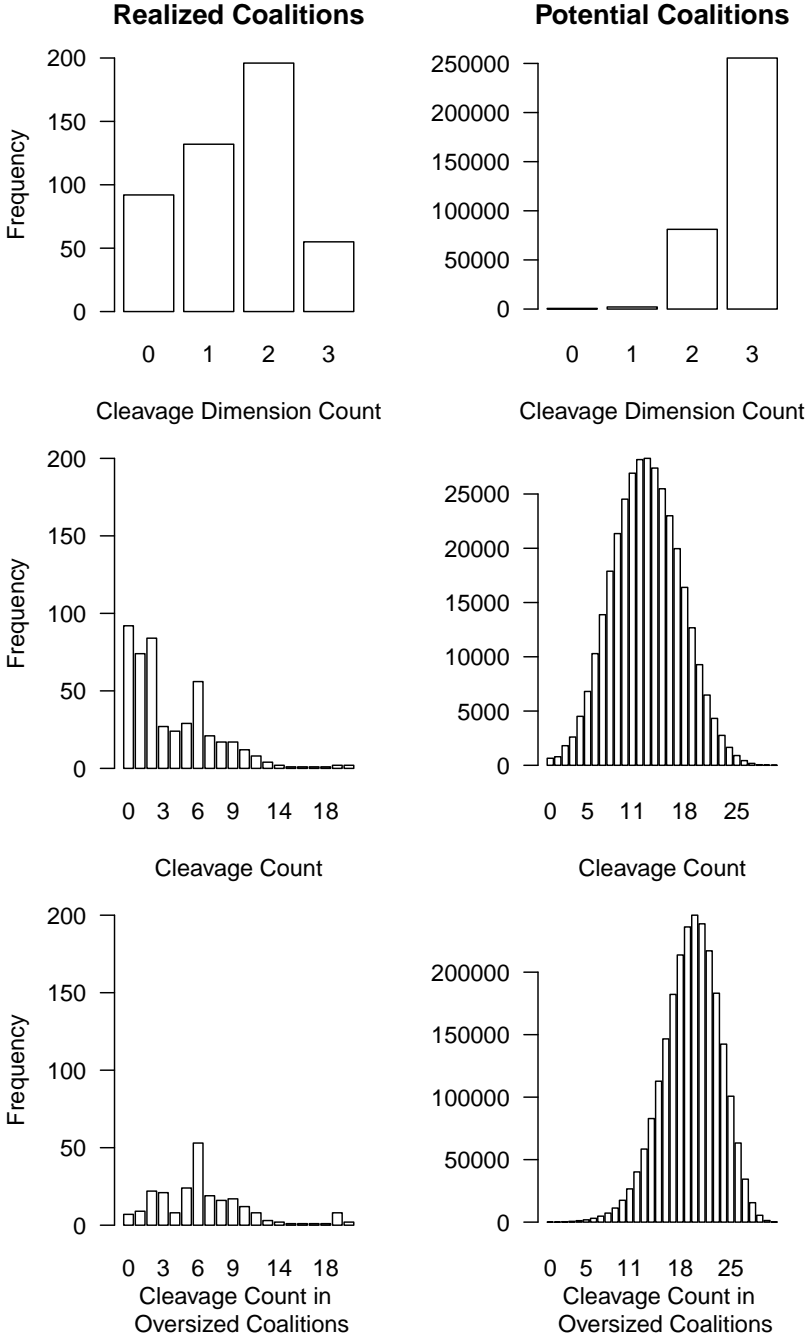 Realized Coalitions
Potential Coalitions
Frequency
200
150
100
50
0
0 1 2 3
Cleavage Dimension Count
250000
200000
150000
100000
50000
0
0 1 2 3
Cleavage Dimension Count
Frequency
200
150
100
50
0
0 3 6 9 14 18
Cleavage Count
25000
20000
15000
10000
5000
0
0 5 11 18 25
Cleavage Count
Frequency
200
150
100
50
0
0 3 6 9 14 18
Cleavage Count in
Oversized Coalitions
200000
150000
100000
50000
0
0 5 11 18 25
Cleavage Count in
Oversized Coalitions